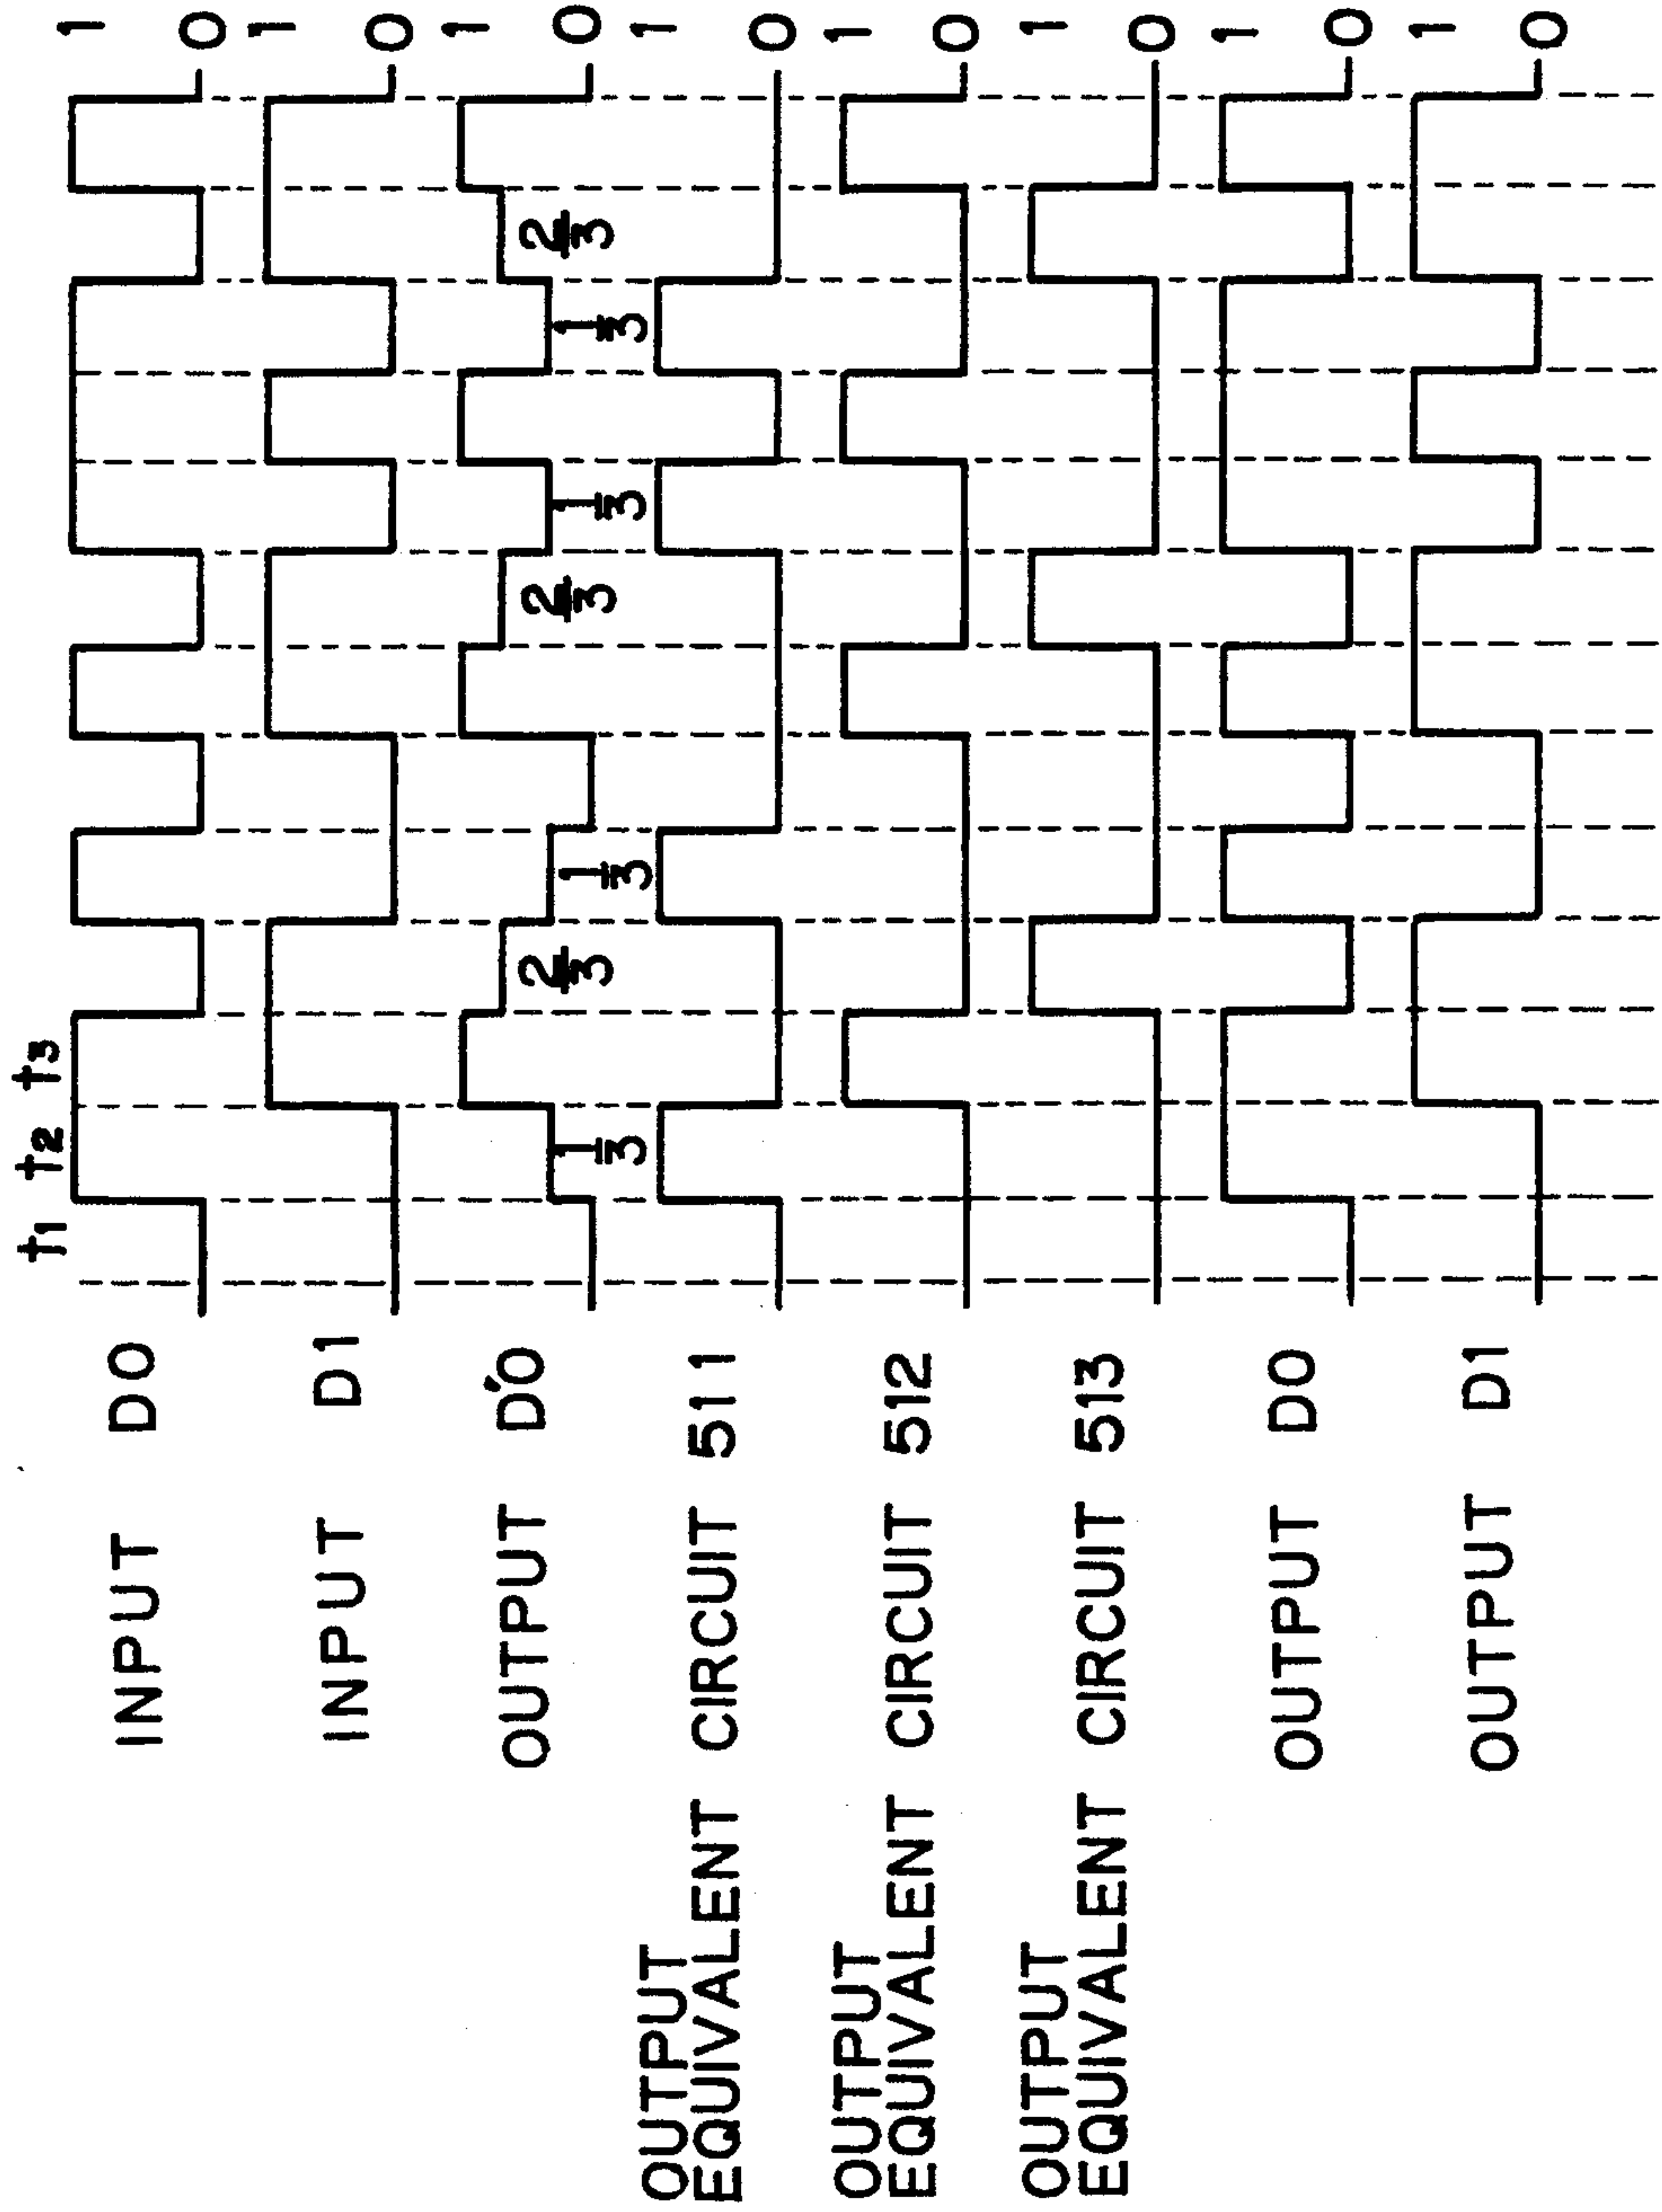 t1 t2 t3
INPUT D0 1 0
INPUT D1 1 0
OUTPUT D'0 1 0
1/3 2/3 1/3 2/3 1/3 1/3 2/3
OUTPUT
EQUIVALENT CIRCUIT 511 1 0
OUTPUT
EQUIVALENT CIRCUIT 512 1 0
OUTPUT
EQUIVALENT CIRCUIT 513 1 0
OUTPUT D0 1 0
OUTPUT D1 1 0